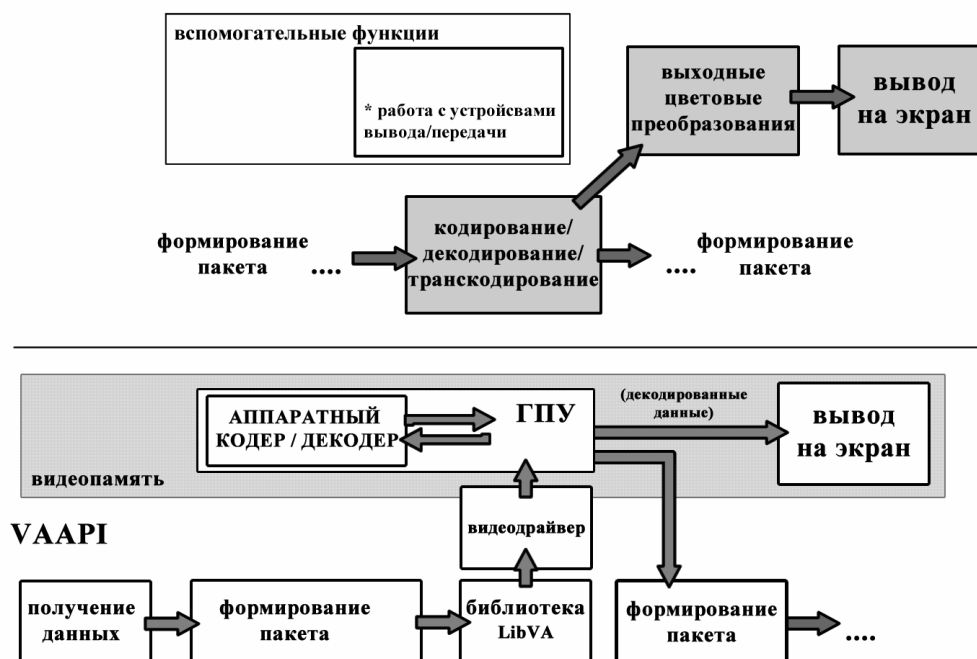 вспомогательные функции
* работа с устройсвами
вывода/передачи
выходные
цветовые
преобразования
вывод
на экран
формирование
пакета ....
кодирование/
декодирование/
транскодирование
.... формирование
пакета
АППАРАТНЫЙ
КОДЕР / ДЕКОДЕР
ГПУ
(декодированные
данные)
вывод
на экран
видеопамять
VAAPI
видеодрайвер
получение
данных
формирование
пакета
библиотека
LibVA
формирование
пакета
....